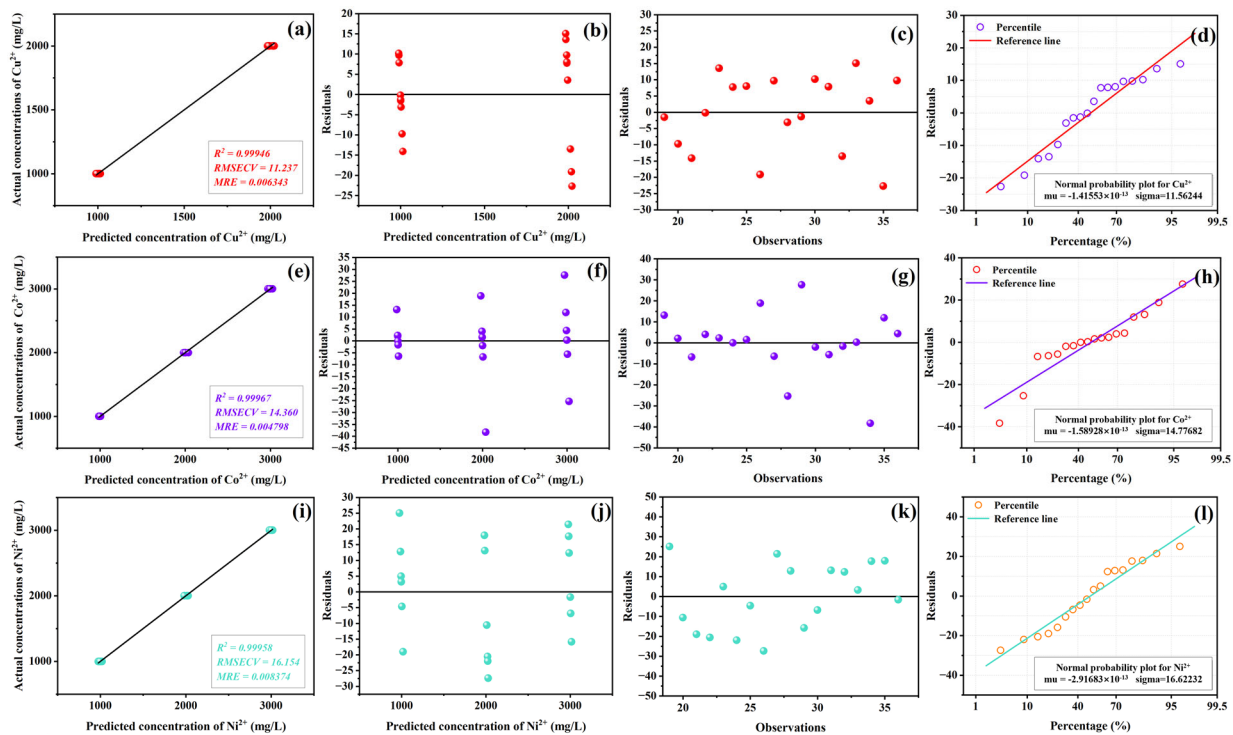 (a)
Actual concentrations of Cu²⁺ (mg/L)
2000
1500
1000
R² = 0.99946
RMSECV = 11.237
MRE = 0.006343
1000 1500 2000
Predicted concentration of Cu²⁺ (mg/L)
(b)
Residuals
20
15
10
5
0
−5
−10
−15
−20
−25
1000 1500 2000
Predicted concentration of Cu²⁺ (mg/L)
(c)
Residuals
30
25
20
15
10
5
0
−5
−10
−15
−20
−25
−30
20 25 30 35
Observations
(d)
Percentile
Reference line
Residuals
30
20
10
0
−10
−20
−30
Normal probability plot for Cu²⁺
mu = -1.41553×10⁻¹³ sigma=11.56244
1 10 40 70 95 99.5
Percentage (%)
(e)
Actual concentrations of Co²⁺ (mg/L)
3000
2000
1000
R² = 0.99967
RMSECV = 14.360
MRE = 0.004798
1000 2000 3000
Predicted concentration of Co²⁺ (mg/L)
(f)
Residuals
35
30
25
20
15
10
5
0
−5
−10
−15
−20
−25
−30
−35
−40
−45
1000 2000 3000
Predicted concentration of Co²⁺ (mg/L)
(g)
Residuals
40
30
20
10
0
−10
−20
−30
−40
−50
20 25 30 35
Observations
(h)
Percentile
Reference line
Residuals
40
20
0
−20
−40
Normal probability plot for Co²⁺
mu = -1.58928×10⁻¹³ sigma=14.77682
1 10 40 70 95 99.5
Percentage (%)
(i)
Actual concentrations of Ni²⁺ (mg/L)
3000
2000
1000
R² = 0.99958
RMSECV = 16.154
MRE = 0.008374
1000 2000 3000
Predicted concentration of Ni²⁺ (mg/L)
(j)
Residuals
30
25
20
15
10
5
0
−5
−10
−15
−20
−25
−30
1000 2000 3000
Predicted concentration of Ni²⁺ (mg/L)
(k)
Residuals
50
40
30
20
10
0
−10
−20
−30
−40
−50
20 25 30 35
Observations
(l)
Percentile
Reference line
Residuals
40
20
0
−20
−40
Normal probability plot for Ni²⁺
mu = -2.91683×10⁻¹³ sigma=16.62232
1 10 40 70 95 99.5
Percentage (%)